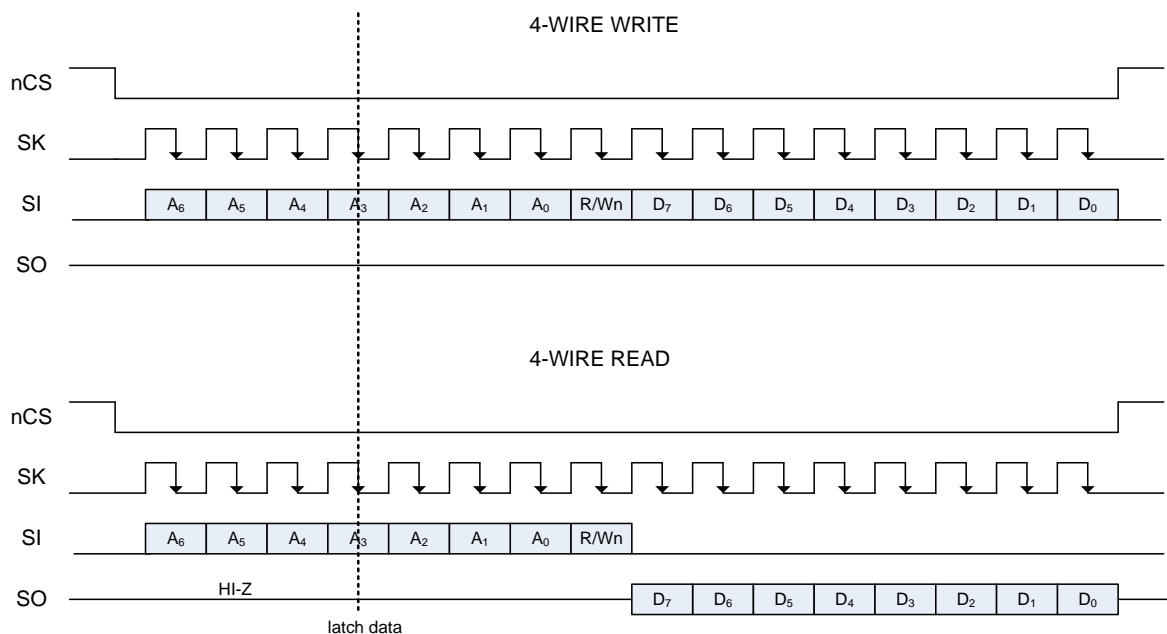 4-WIRE WRITE
nCS
SK
SI A6 A5 A4 A3 A2 A1 A0 R/Wn D7 D6 D5 D4 D3 D2 D1 D0
SO
4-WIRE READ
nCS
SK
SI A6 A5 A4 A3 A2 A1 A0 R/Wn
HI-Z
SO D7 D6 D5 D4 D3 D2 D1 D0
latch data